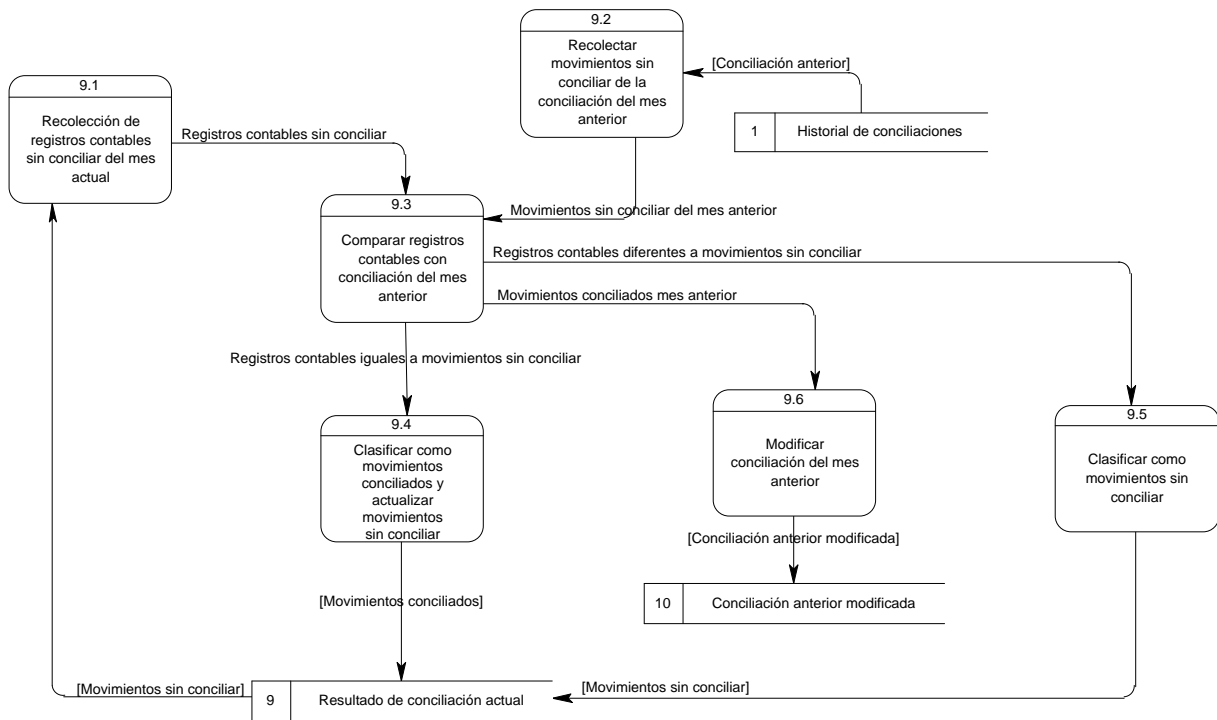 9.2
Recolectar
movimientos sin
conciliar de la
conciliación del mes
anterior
[Conciliación anterior]
1
Historial de conciliaciones
9.1
Recolección de
registros contables
sin conciliar del mes
actual
Registros contables sin conciliar
Movimientos sin conciliar del mes anterior
9.3
Comparar registros
contables con
conciliación del mes
anterior
Registros contables diferentes a movimientos sin conciliar
Movimientos conciliados mes anterior
Registros contables iguales a movimientos sin conciliar
9.4
Clasificar como
movimientos
conciliados y
actualizar
movimientos
sin conciliar
9.6
Modificar
conciliación del mes
anterior
9.5
Clasificar como
movimientos sin
conciliar
[Conciliación anterior modificada]
10
Conciliación anterior modificada
[Movimientos conciliados]
[Movimientos sin conciliar]
9
Resultado de conciliación actual
[Movimientos sin conciliar]